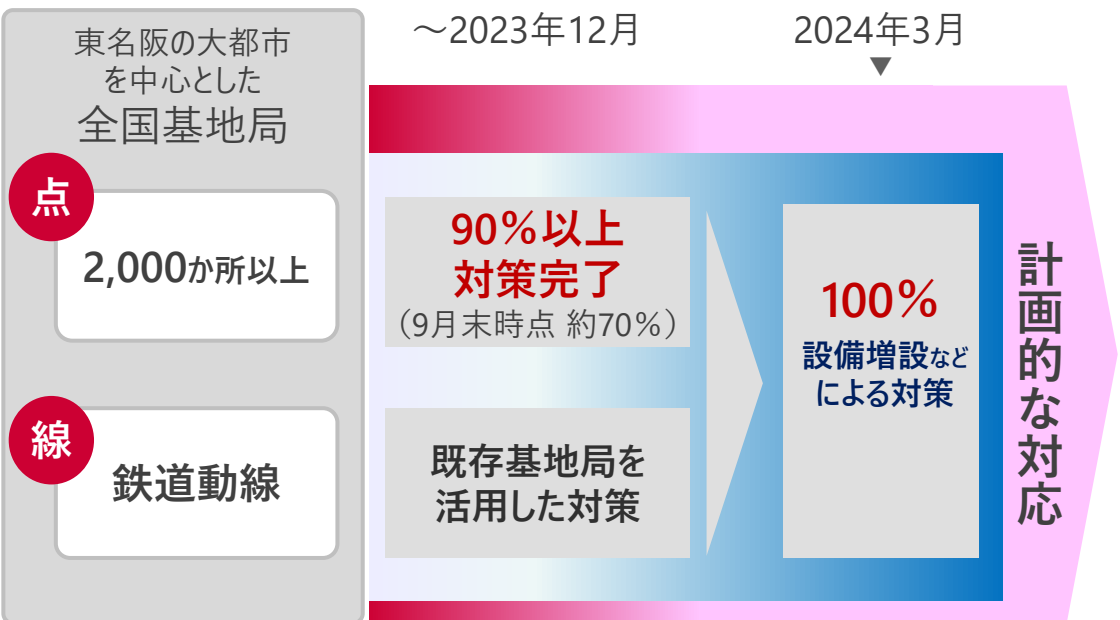 東名阪の大都市
を中心とした
全国基地局
点
2,000か所以上
線
鉄道動線
～2023年12月
2024年3月
▼
90%以上
対策完了
（9月末時点 約70%）
既存基地局を
活用した対策
100%
設備増設など
による対策
計画的な対応